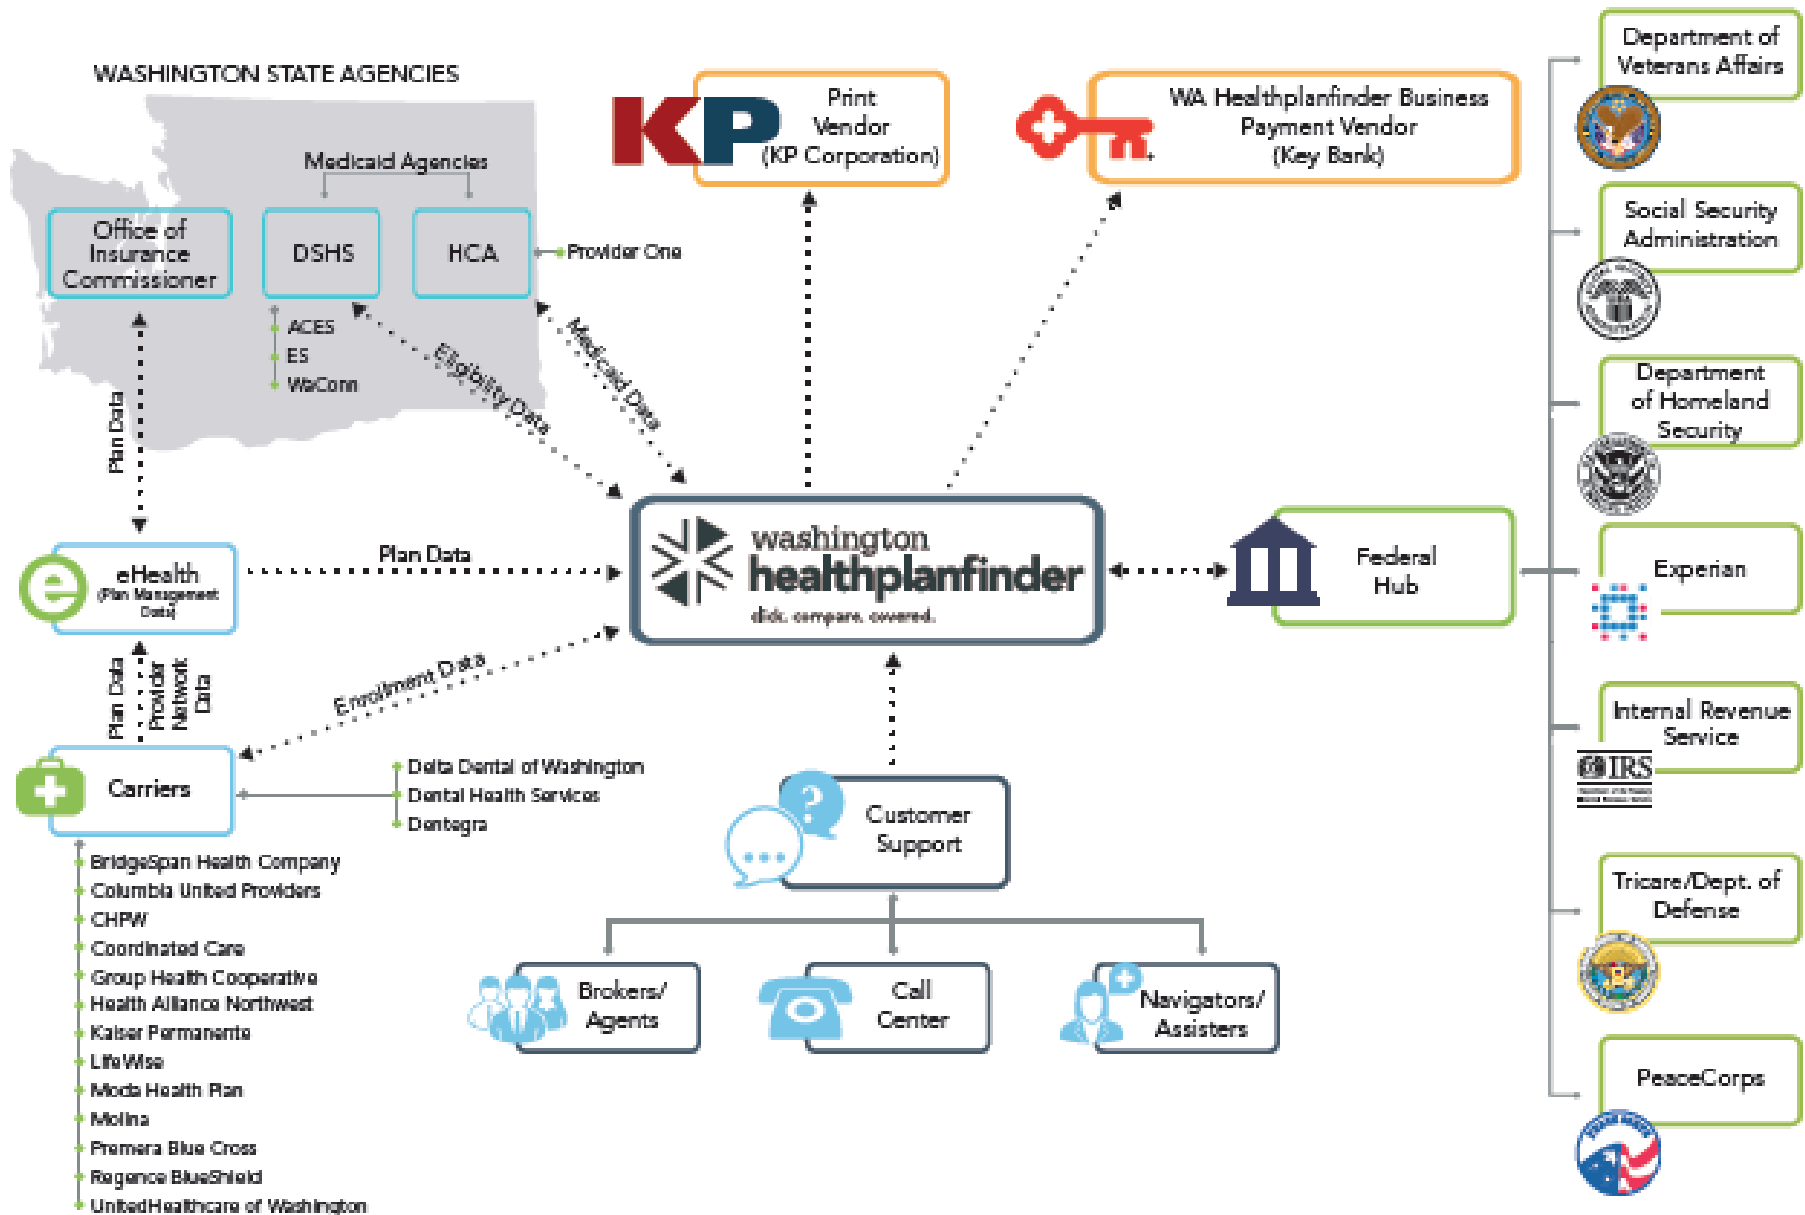 WASHINGTON STATE AGENCIES
Medicaid Agencies
Office of
Insurance
Commissioner
DSHS
HCA
Provider One
ACES
ES
WaConn
Plan Data
Eligibility Data
Medicaid Data
KP
Print
Vendor
(KP Corporation)
WA Healthplanfinder Business
Payment Vendor
(Key Bank)
eHealth
(Plan Management
Data)
Plan Data
washington
healthplanfinder
click. compare. covered.
Federal
Hub
Plan Data
Provider
Network
Data
Enrollment Data
Carriers
Delta Dental of Washington
Dental Health Services
Dentegra
BridgeSpan Health Company
Columbia United Providers
CHPW
Coordinated Care
Group Health Cooperative
Health Alliance Northwest
Kaiser Permanente
LifeWise
Moda Health Plan
Molina
Premera Blue Cross
Regence BlueShield
UnitedHealthcare of Washington
Customer
Support
Brokers/
Agents
Call
Center
Navigators/
Assisters
Department of
Veterans Affairs
Social Security
Administration
Department
of Homeland
Security
Experian
Internal Revenue
Service
IRS
Tricare/Dept. of
Defense
PeaceCorps